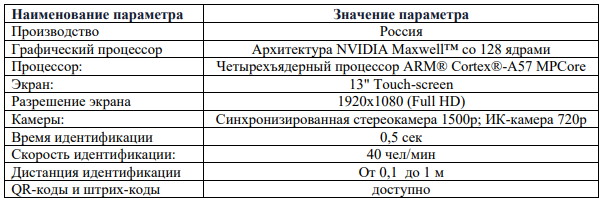 Наименование параметра Значение параметра
Производство Россия
Графический процессор Архитектура NVIDIA Maxwell™ со 128 ядрами
Процессор: Четырехъядерный процессор ARM® Cortex®-A57 MPCore
Экран: 13" Touch-screen
Разрешение экрана 1920x1080 (Full HD)
Камеры: Синхронизированная стереокамера 1500p; ИК-камера 720p
Время идентификации 0,5 сек
Скорость идентификации: 40 чел/мин
Дистанция идентификации От 0,1 до 1 м
QR-коды и штрих-коды доступно